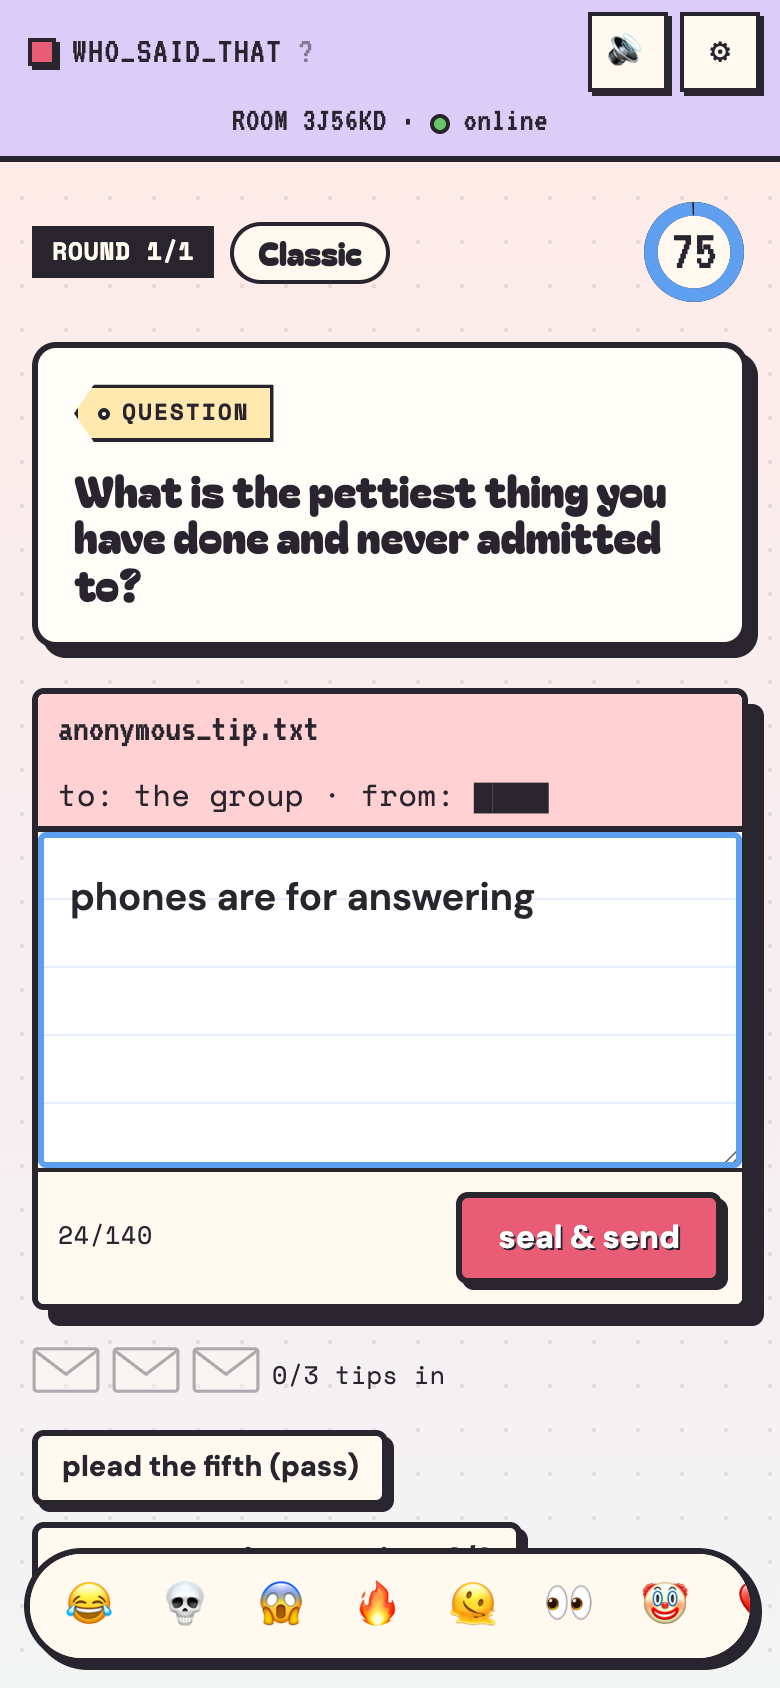 WHO_SAID_THAT ?
ROOM 3J56KD · online
ROUND 1/1
Classic
75
QUESTION
What is the pettiest thing you
have done and never admitted
to?
anonymous_tip.txt
to: the group · from: ████
phones are for answering
24/140
seal & send
0/3 tips in
plead the fifth (pass)